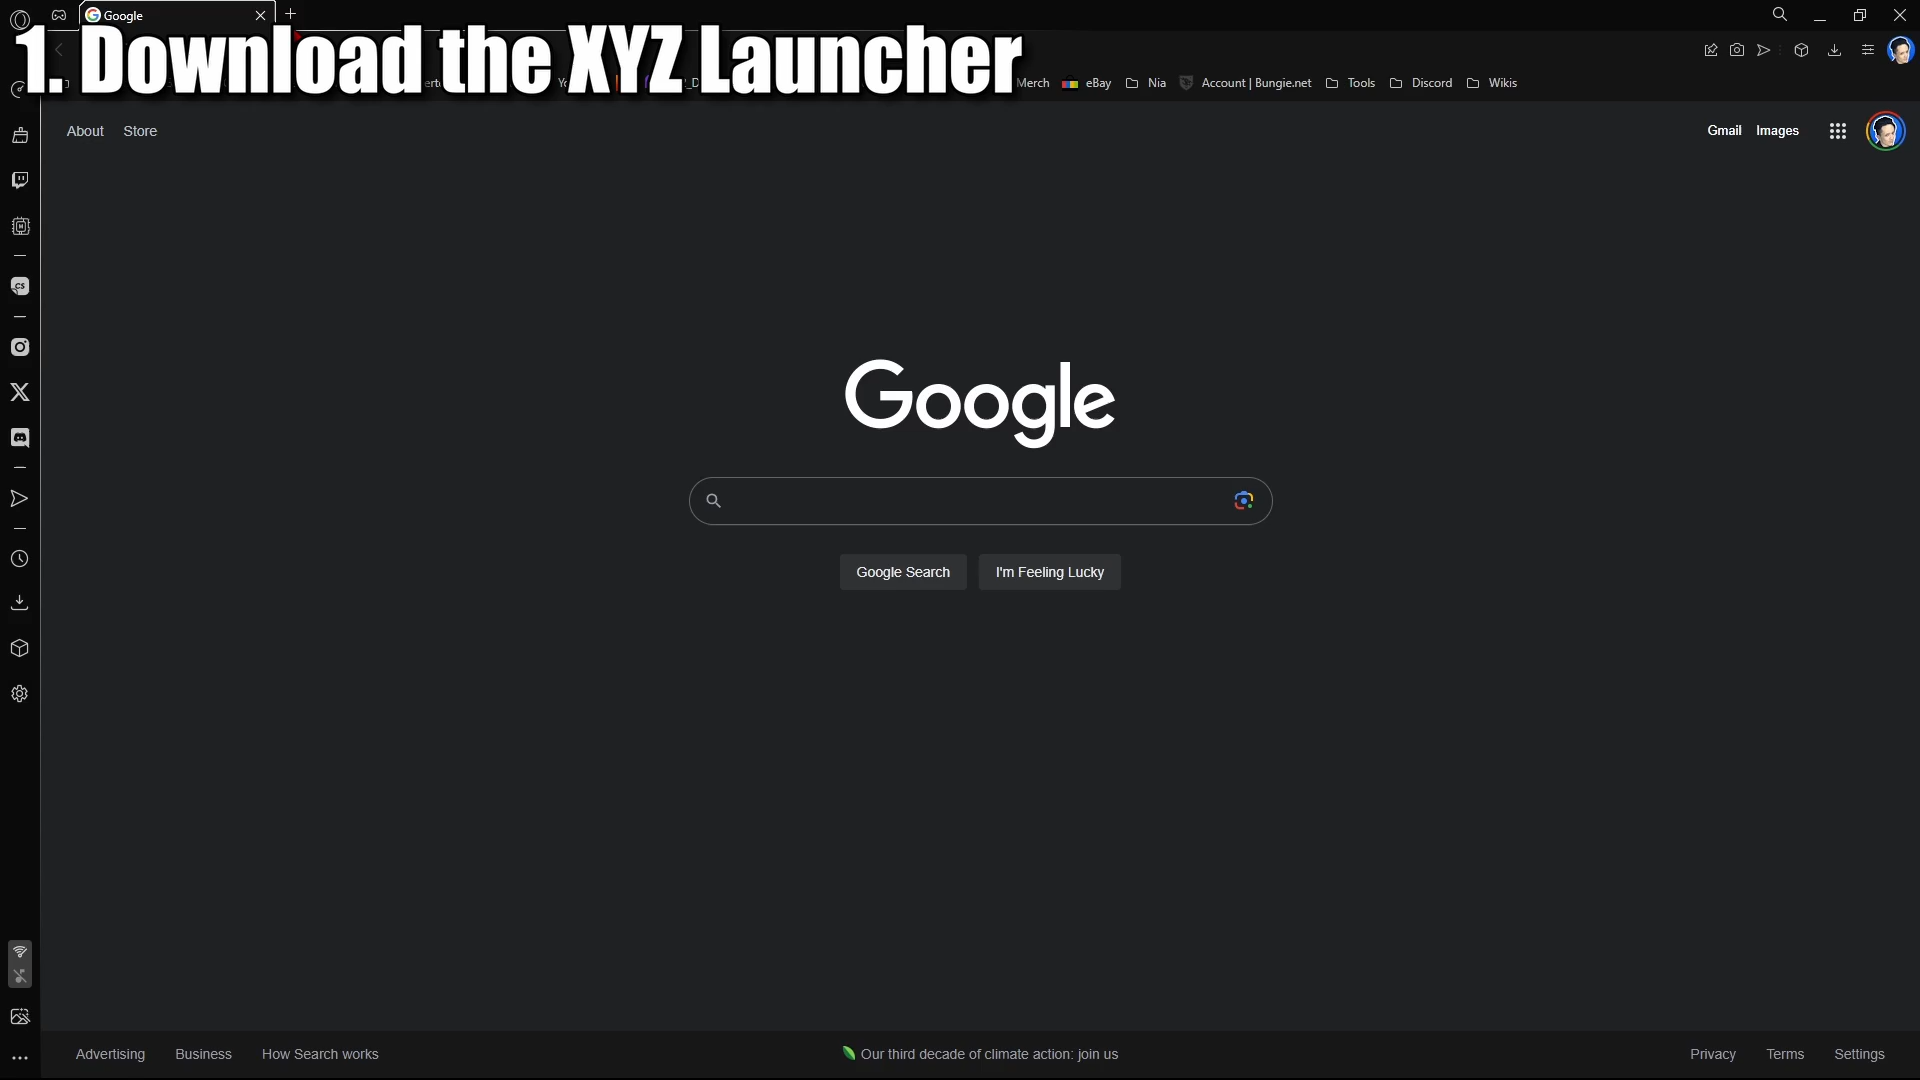 Google
1. Download the XYZ Launcher
Merch eBay Nia Account | Bungie.net Tools Discord Wikis
About Store
Gmail Images
Google
Google Search I'm Feeling Lucky
Advertising Business How Search works
Our third decade of climate action: join us
Privacy Terms Settings